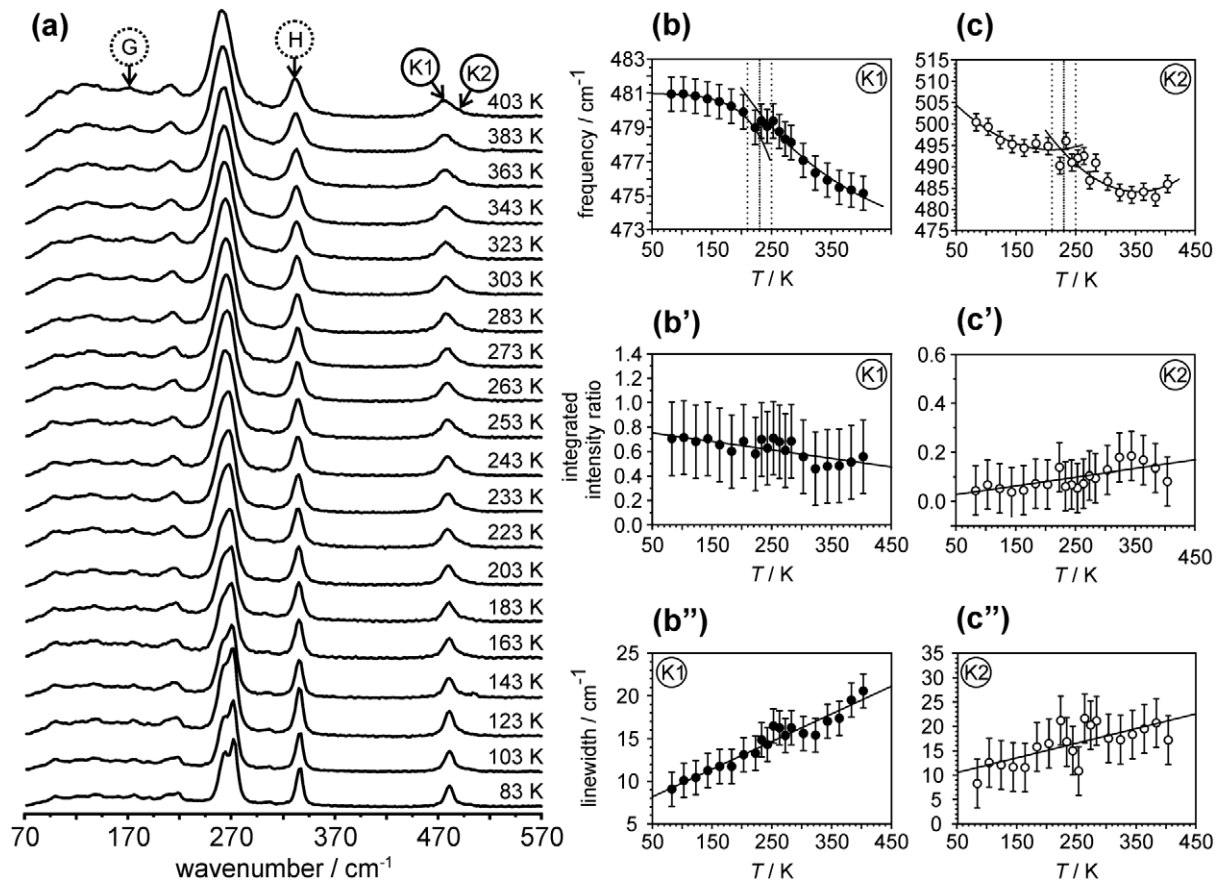 (a)
G
H
K1
K2
403 K
383 K
363 K
343 K
323 K
303 K
283 K
273 K
263 K
253 K
243 K
233 K
223 K
203 K
183 K
163 K
143 K
123 K
103 K
83 K
70 170 270 370 470 570
wavenumber / cm-1
(b)
K1
483
481
479
477
475
473
frequency / cm-1
50 150 250 350 450
T / K
(c)
K2
515
510
505
500
495
490
485
480
475
50 150 250 350 450
T / K
(b')
K1
1.4
1.2
1.0
0.8
0.6
0.4
0.2
0.0
integrated
intensity ratio
50 150 250 350 450
T / K
(c')
K2
0.6
0.4
0.2
0.0
50 150 250 350 450
T / K
(b")
K1
25
20
15
10
5
linewidth / cm-1
50 150 250 350 450
T / K
(c")
K2
35
30
25
20
15
10
5
0
50 150 250 350 450
T / K